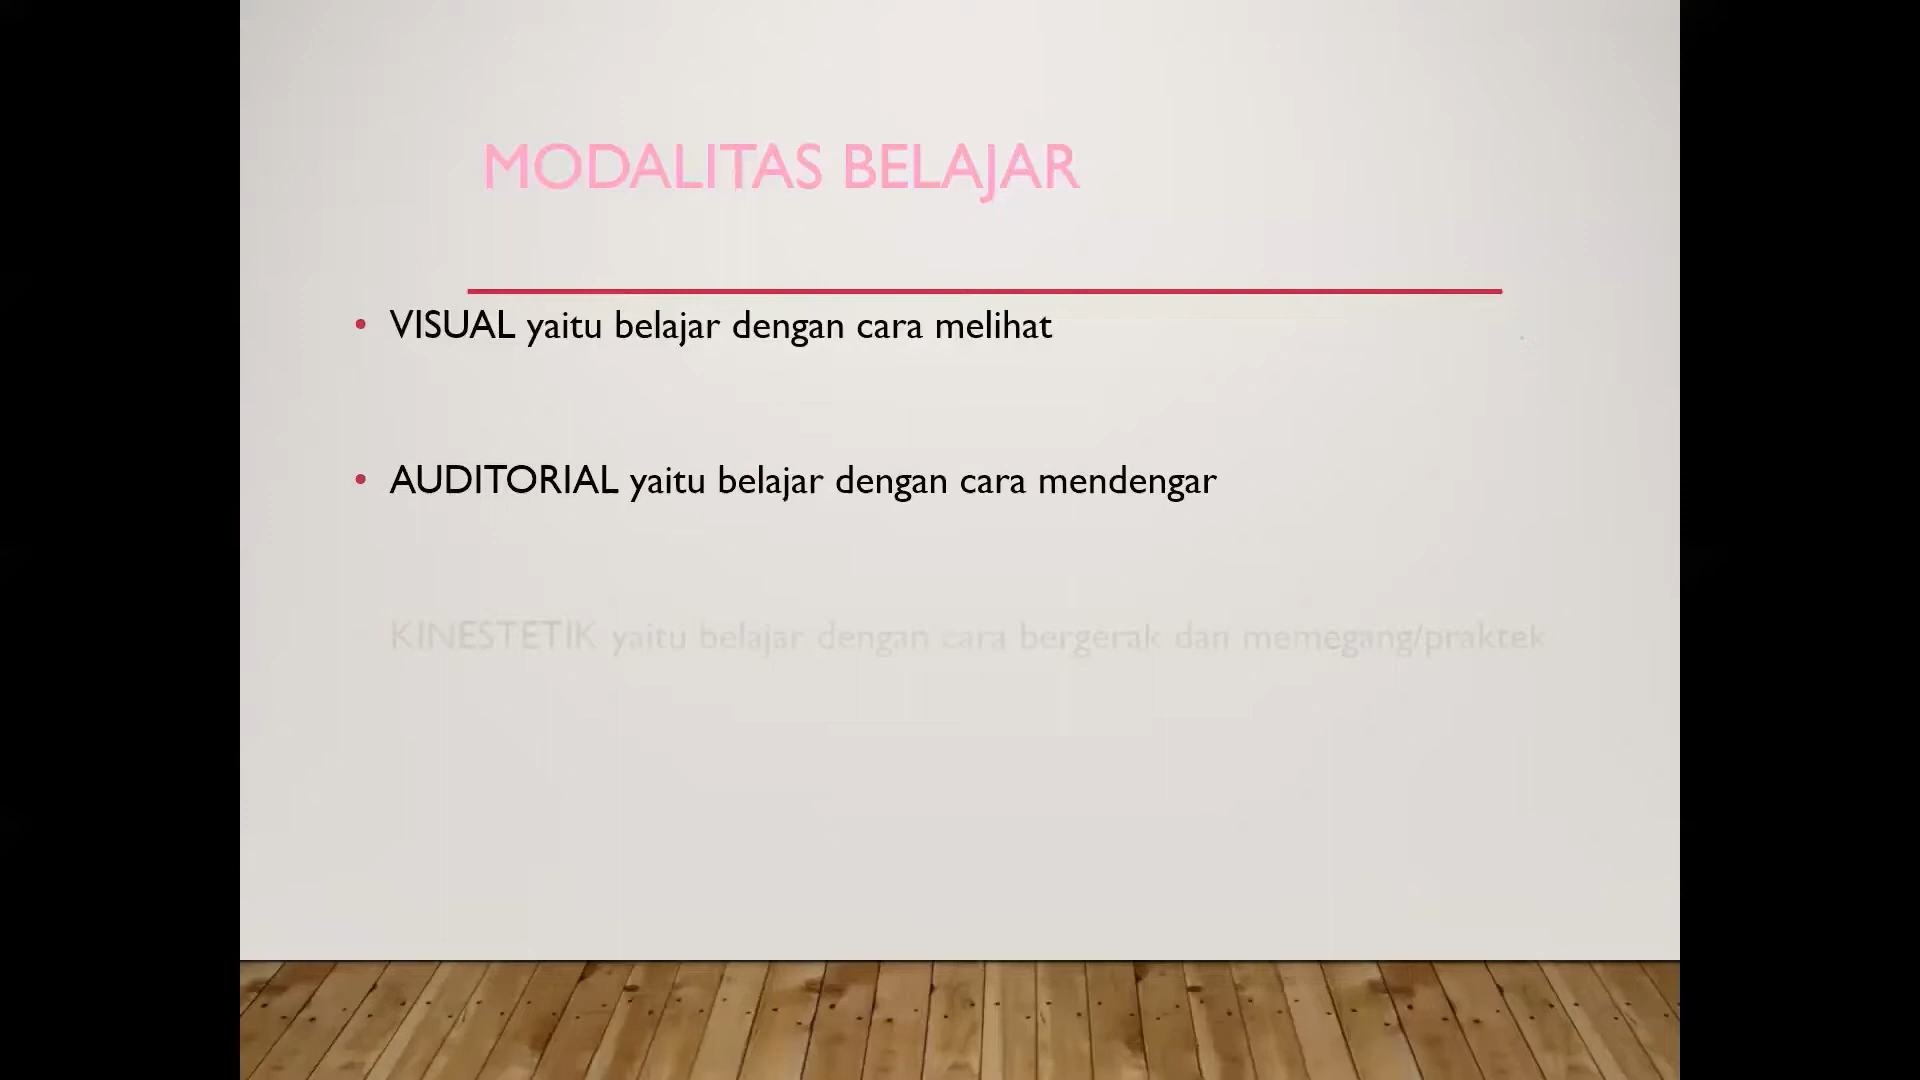 MODALITAS BELAJAR
• VISUAL yaitu belajar dengan cara melihat
• AUDITORIAL yaitu belajar dengan cara mendengar
KINESTETIK yaitu belajar dengan cara bergerak dan memegang/praktek